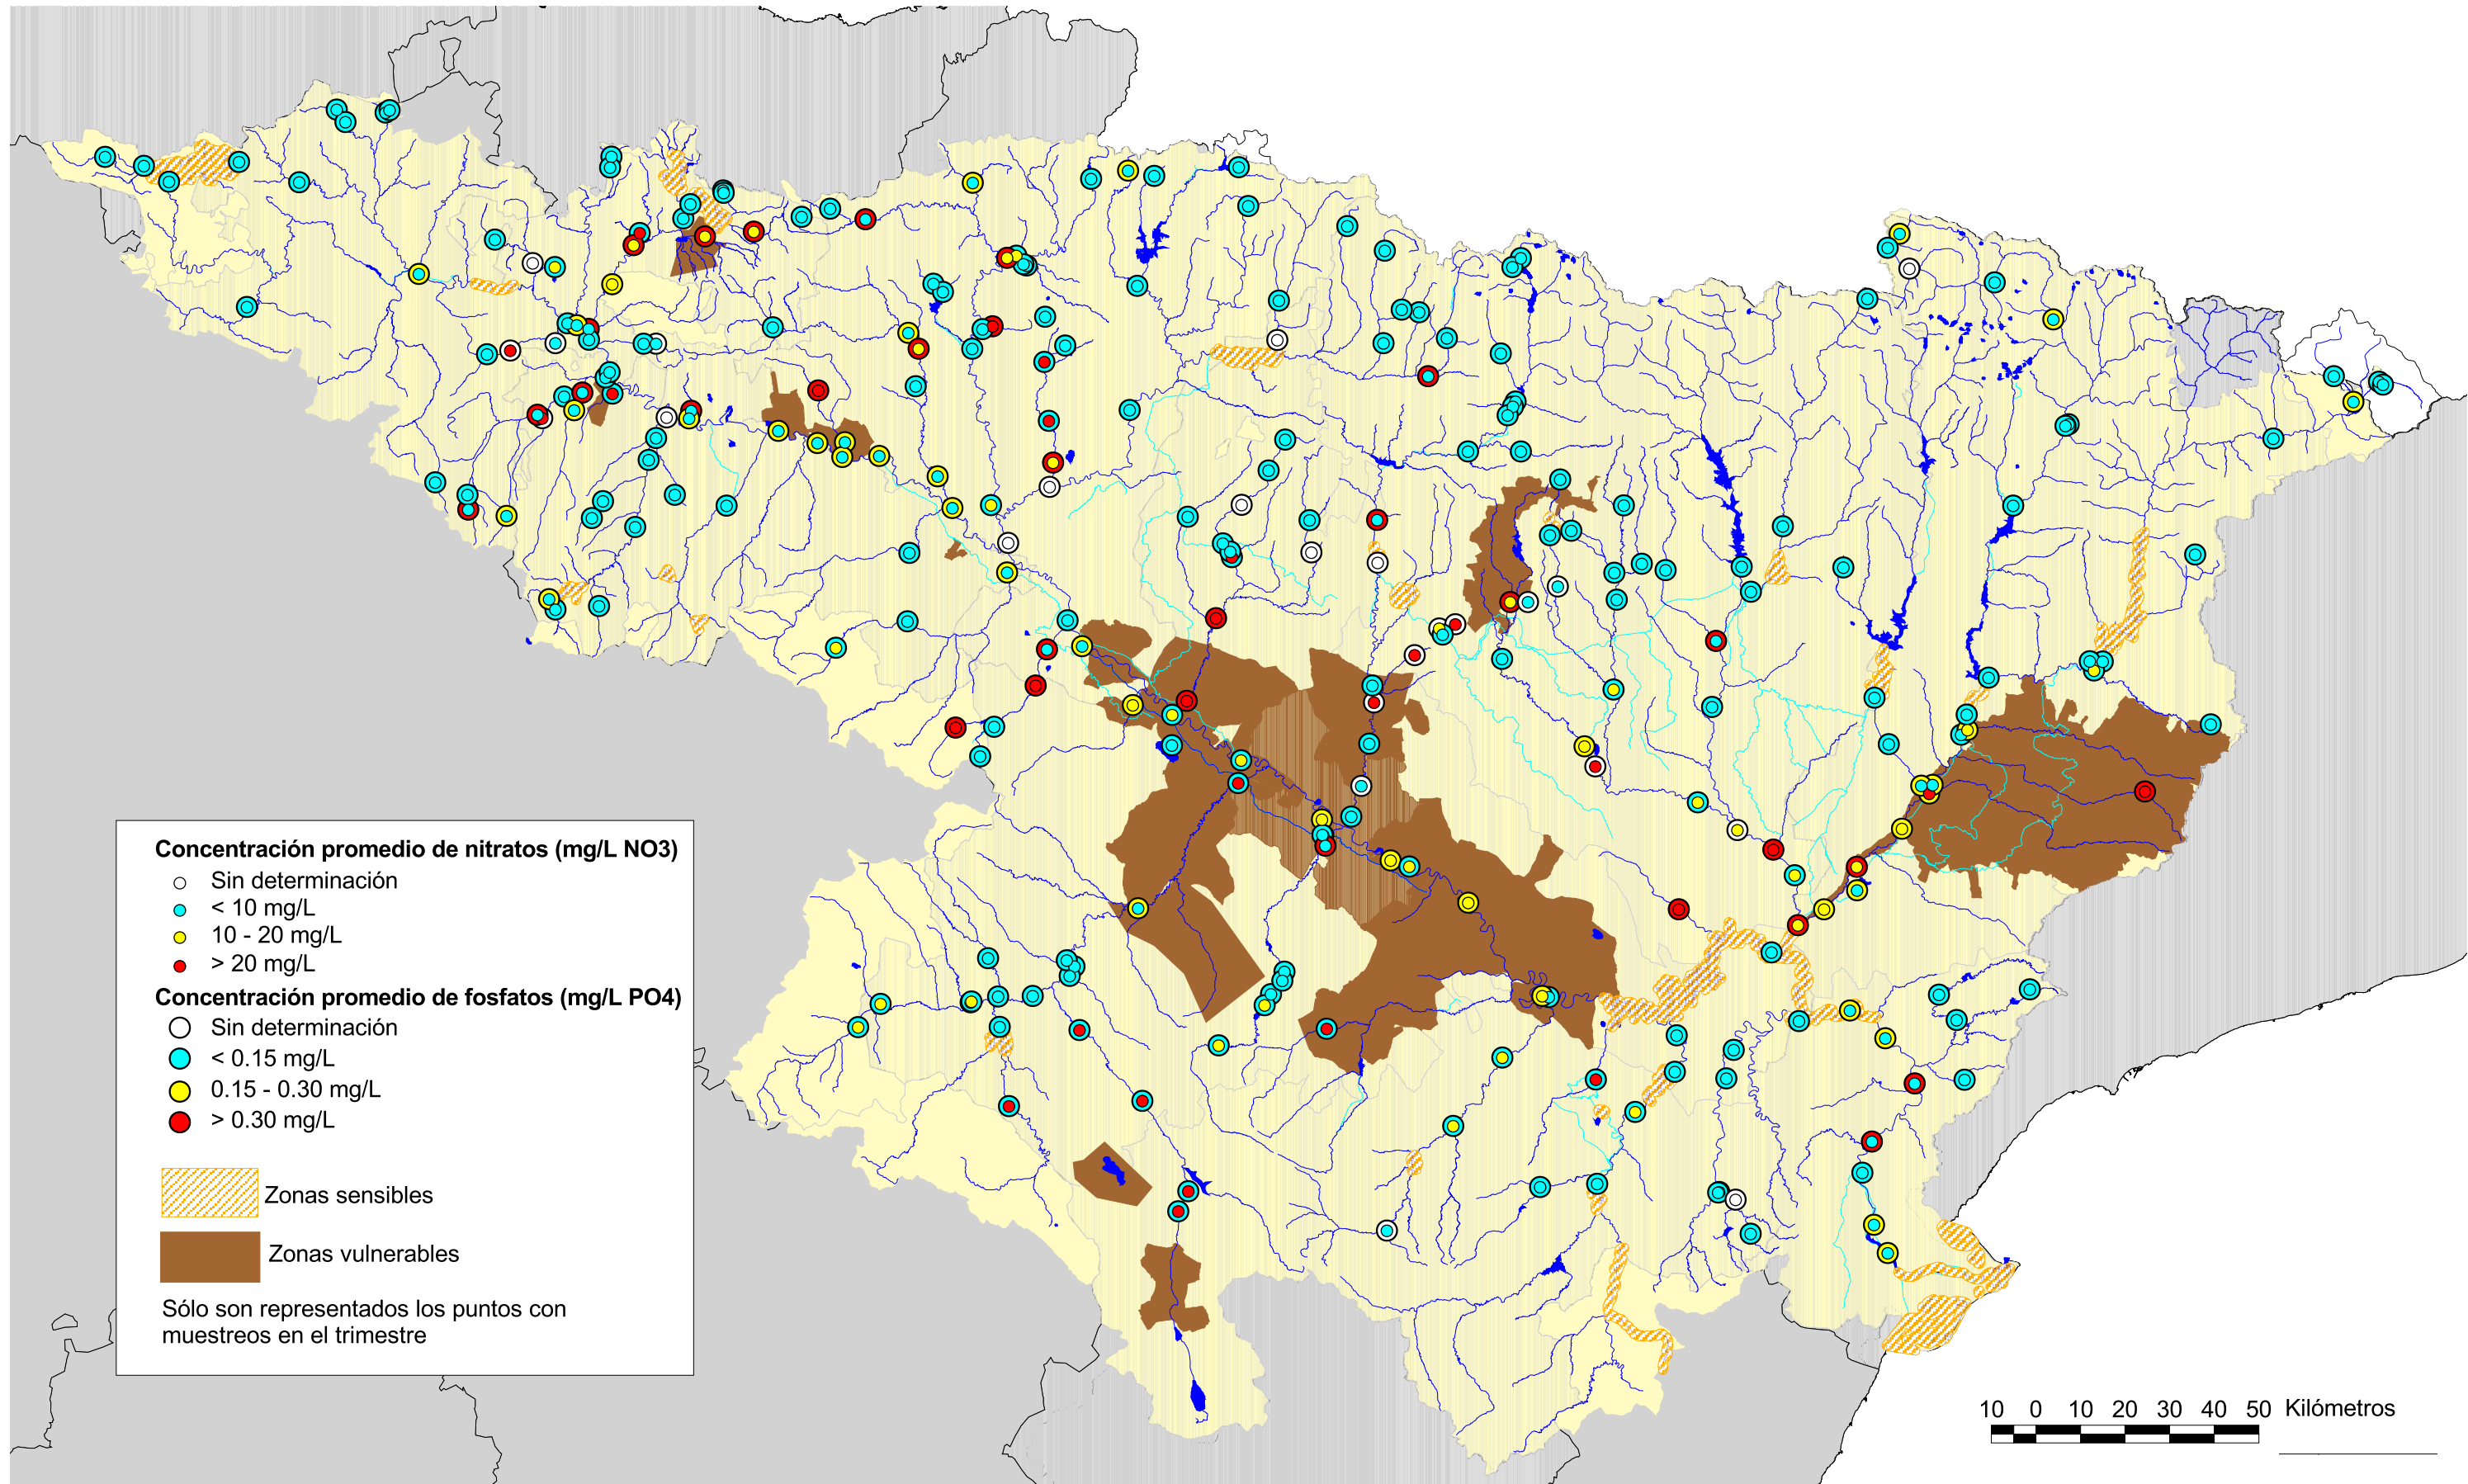 Concentración promedio de nitratos (mg/L NO3)
Sin determinación
< 10 mg/L
10 - 20 mg/L
> 20 mg/L
Concentración promedio de fosfatos (mg/L PO4)
Sin determinación
< 0.15 mg/L
0.15 - 0.30 mg/L
> 0.30 mg/L
Zonas sensibles
Zonas vulnerables
Sólo son representados los puntos con
muestreos en el trimestre
10 0 10 20 30 40 50 Kilómetros